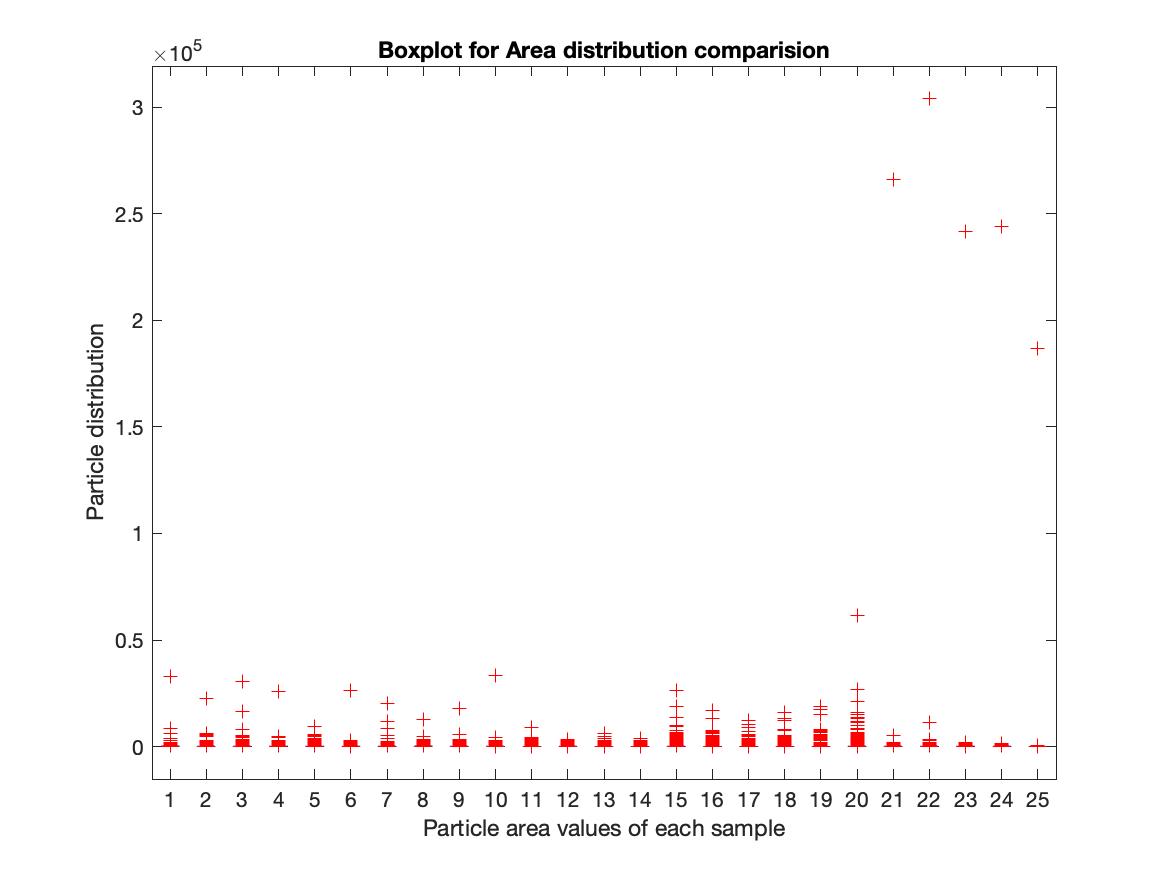 Boxplot for Area distribution comparision
×10⁵
3
2.5
2
1.5
1
0.5
0
Particle distribution
1 2 3 4 5 6 7 8 9 10 11 12 13 14 15 16 17 18 19 20 21 22 23 24 25
Particle area values of each sample